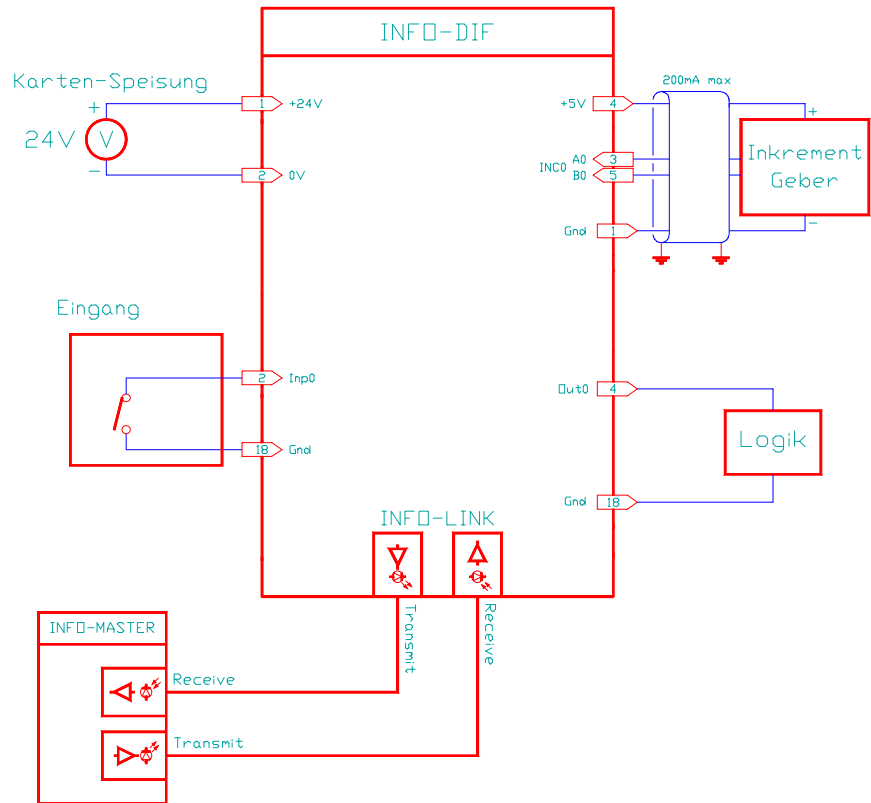 INFO-DIF
Karten-Speisung
200mA max
+
1 +24V
+5V 4
+
24V V
A0 3
INC0
B0 5
Inkrement
Geber
-
2 0V
Gnd 1
-
Eingang
2 Inp0
Out0 4
Logik
18 Gnd
Gnd 18
INFO-LINK
Transmit
Receive
INFO-MASTER
Receive
Transmit